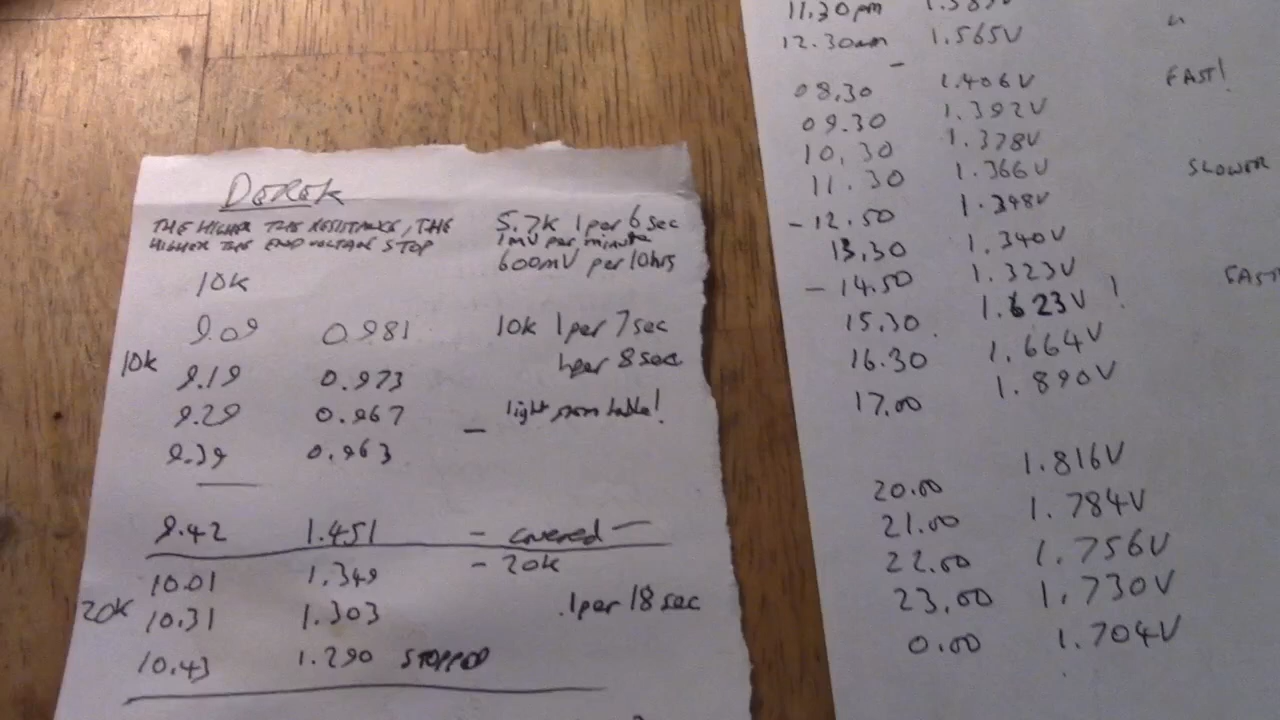 DEREK
THE HIGHER THE RESISTANCE, THE
HIGHER THE END VOLTAGE STOP
5.7k 1 per 6 sec
1mV per minute
600mV per 10hrs
10k
9.09 0.981 10k 1 per 7 sec
10k
1 per 8 sec
9.19 0.973
9.29 0.967 light from table!
9.39 0.963
9.42 1.451 - covered -
10.01 1.349 - 20k
20k 10.31 1.303 .1 per 18 sec
10.43 1.290 STOPPED
11.30pm
12.30am 1.565V
08.30 1.406V FAST!
09.30 1.392V
10.30 1.378V
11.30 1.366V SLOWER
- 12.50 1.348V
13.30 1.340V
- 14.50 1.323V
15.30 1.623V !
16.30 1.664V
17.00 1.890V
20.00 1.816V
21.00 1.784V
22.00 1.756V
23.00 1.730V
0.00 1.704V